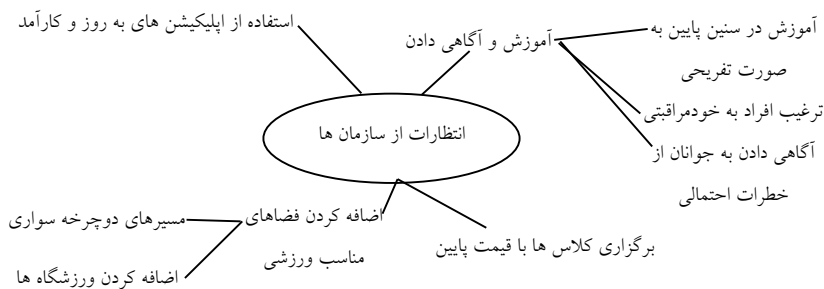 استفاده از اپلیکیشن های به روز و کارآمد
آموزش و آگاهی دادن
آموزش در سنین پایین به
صورت تفریحی
ترغیب افراد به خودمراقبتی
آگاهی دادن به جوانان از
خطرات احتمالی
انتظارات از سازمان ها
اضافه کردن فضاهای
مناسب ورزشی
مسیرهای دوچرخه سواری
اضافه کردن ورزشگاه ها
برگزاری کلاس ها با قیمت پایین